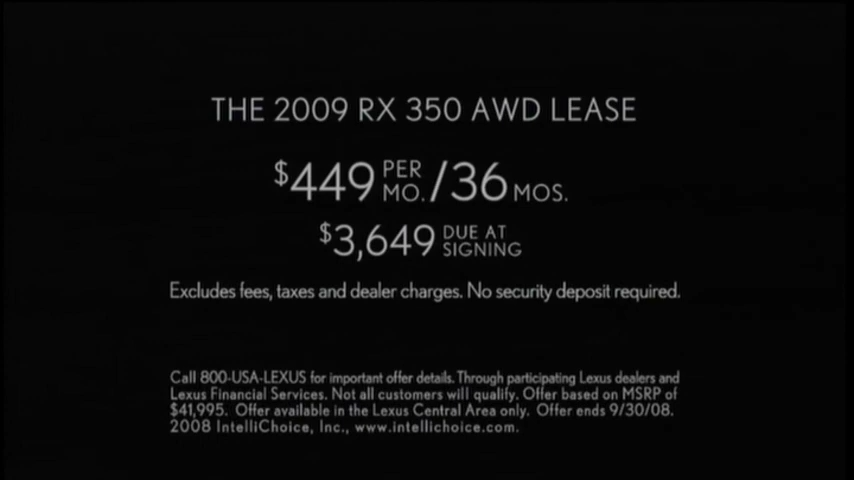 THE 2009 RX 350 AWD LEASE
$449 PER MO. /36 MOS.
$3,649 DUE AT SIGNING
Excludes fees, taxes and dealer charges. No security deposit required.
Call 800-USA-LEXUS for important offer details. Through participating Lexus dealers and
Lexus Financial Services. Not all customers will qualify. Offer based on MSRP of
$41,995. Offer available in the Lexus Central Area only. Offer ends 9/30/08.
2008 IntelliChoice, Inc., www.intellichoice.com.